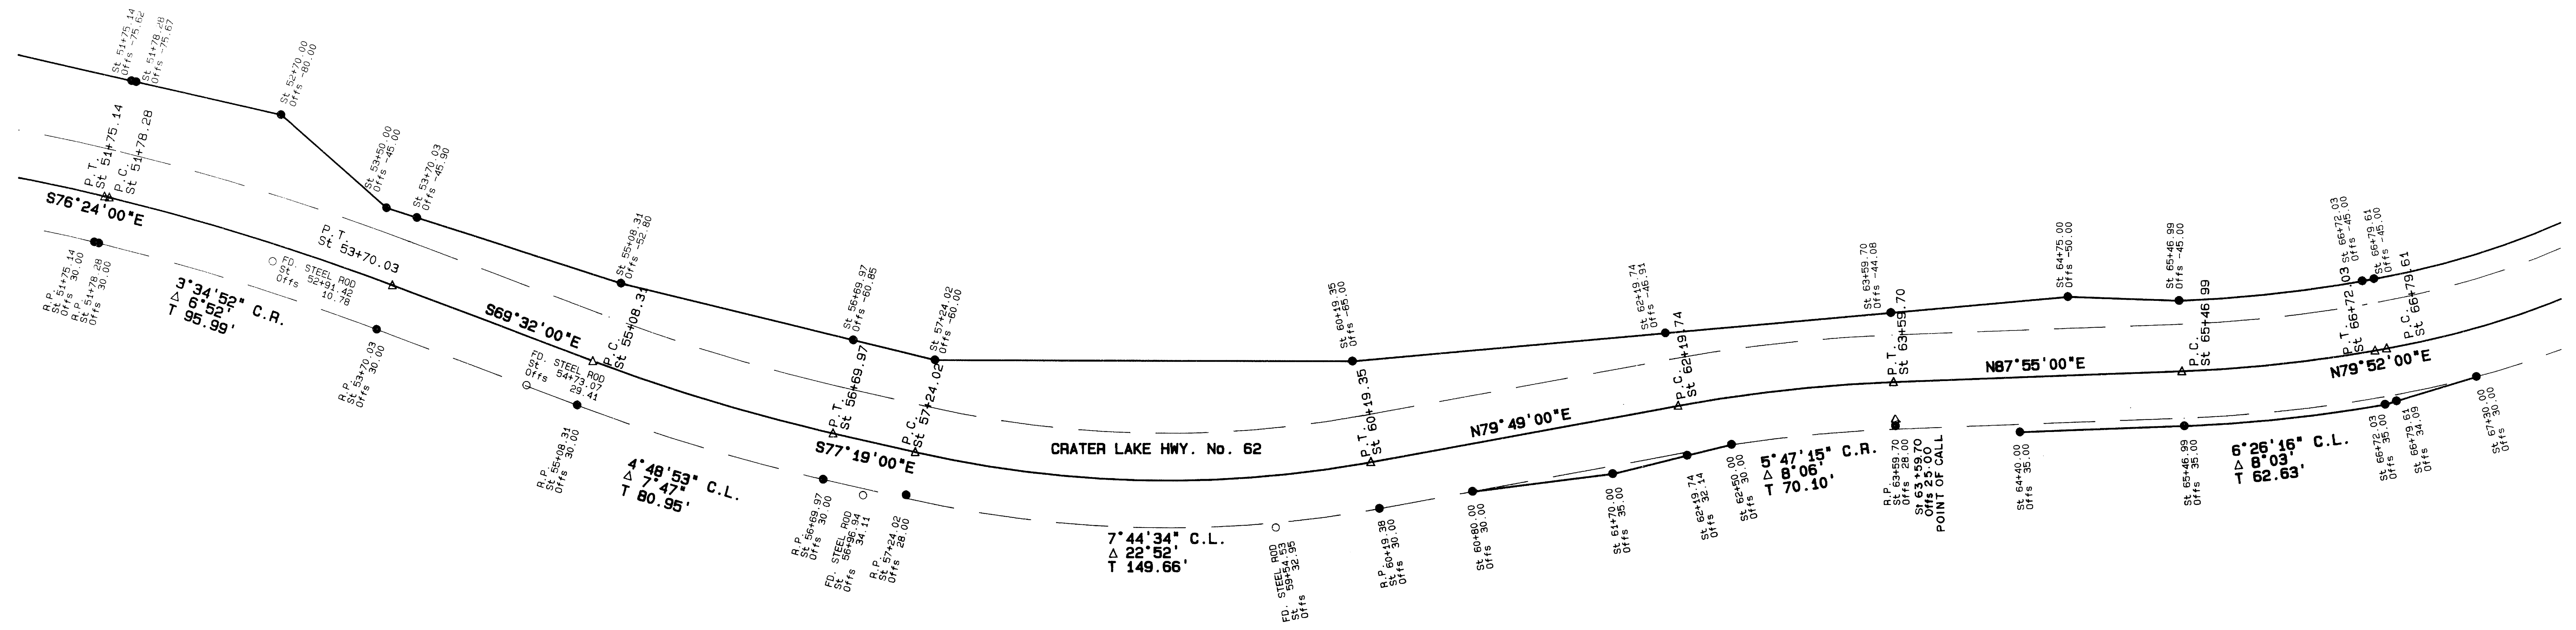 St 51+75.14
Offs -75.62
St 51+78.28
Offs -75.67
St 52+70.00
Offs -80.00
St 53+50.00
Offs -45.00
St 53+70.03
Offs -45.90
St 55+08.31
Offs -52.80
St 56+69.97
Offs -60.85
St 57+24.02
Offs -60.00
St 60+19.35
Offs -65.00
St 62+19.74
Offs -46.91
St 63+59.70
Offs -44.08
St 64+75.00
Offs -50.00
St 65+46.99
Offs -45.00
St 66+72.03
Offs -45.00
St 66+79.61
Offs -45.00
P.T.
St 51+75.14
P.C.
St 51+78.28
S76°24'00"E
P.T.
St 53+70.03
S69°32'00"E
P.C.
St 55+08.31
P.T.
St 56+69.97
S77°19'00"E
P.C.
St 57+24.02
CRATER LAKE HWY. No. 62
P.T.
St 60+19.35
N79°49'00"E
P.C.
St 62+19.74
P.T.
St 63+59.70
N87°55'00"E
P.C.
St 65+46.99
P.T.
St 66+72.03
N79°52'00"E
P.C.
St 66+79.61
R.P.
St 51+75.14
Offs 30.00
R.P.
St 51+78.28
Offs 30.00
3°34'52" C.R.
Δ 6°52'
T 95.99'
FD. STEEL ROD
St 52+91.42
Offs 10.78
R.P.
St 53+70.03
Offs 30.00
FD. STEEL ROD
St 54+73.07
Offs 29.41
R.P.
St 55+08.31
Offs 30.00
4°48'53" C.L.
Δ 7°47"
T 80.95'
R.P.
St 56+69.97
Offs 30.00
FD. STEEL ROD
St 56+96.94
Offs 34.11
R.P.
St 57+24.02
Offs 28.00
7°44'34" C.L.
Δ 22°52'
T 149.66'
FD. STEEL ROD
St 59+54.53
Offs 32.95
R.P.
St 60+19.38
Offs 30.00
St 60+80.00
Offs 30.00
St 61+70.00
Offs 35.00
St 62+19.74
Offs 32.14
St 62+50.00
Offs 30.00
5°47'15" C.R.
Δ 8°06'
T 70.10'
R.P.
St 63+59.70
Offs 28.00
St 63+59.70
Offs 25.00
POINT OF CALL
St 64+40.00
Offs 35.00
St 65+46.99
Offs 35.00
6°26'16" C.L.
Δ 8°03'
T 62.63'
St 66+72.03
Offs 35.00
St 66+79.61
Offs 34.09
St 67+30.00
Offs 30.00